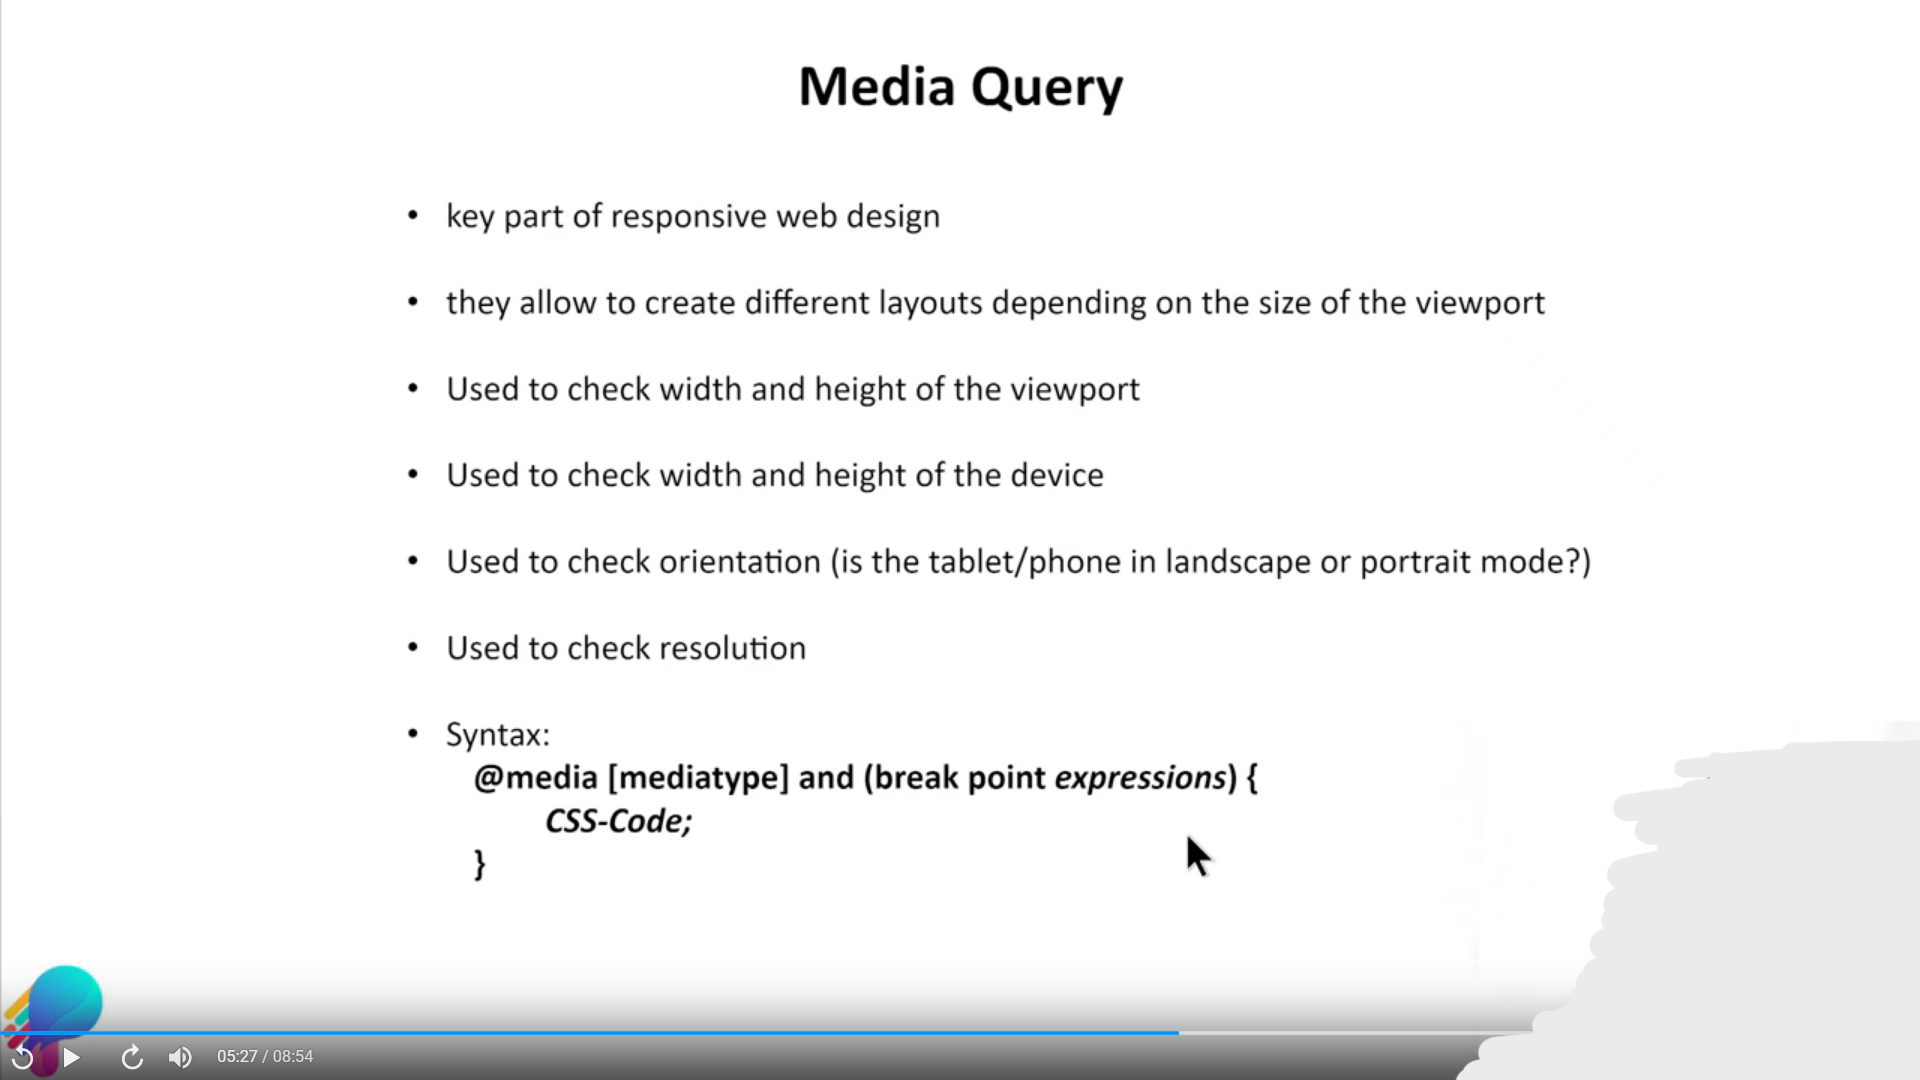 Media Query
• key part of responsive web design
• they allow to create different layouts depending on the size of the viewport
• Used to check width and height of the viewport
• Used to check width and height of the device
• Used to check orientation (is the tablet/phone in landscape or portrait mode?)
• Used to check resolution
• Syntax:
@media [mediatype] and (break point expressions) {
CSS-Code;
}
05:27 / 08:54